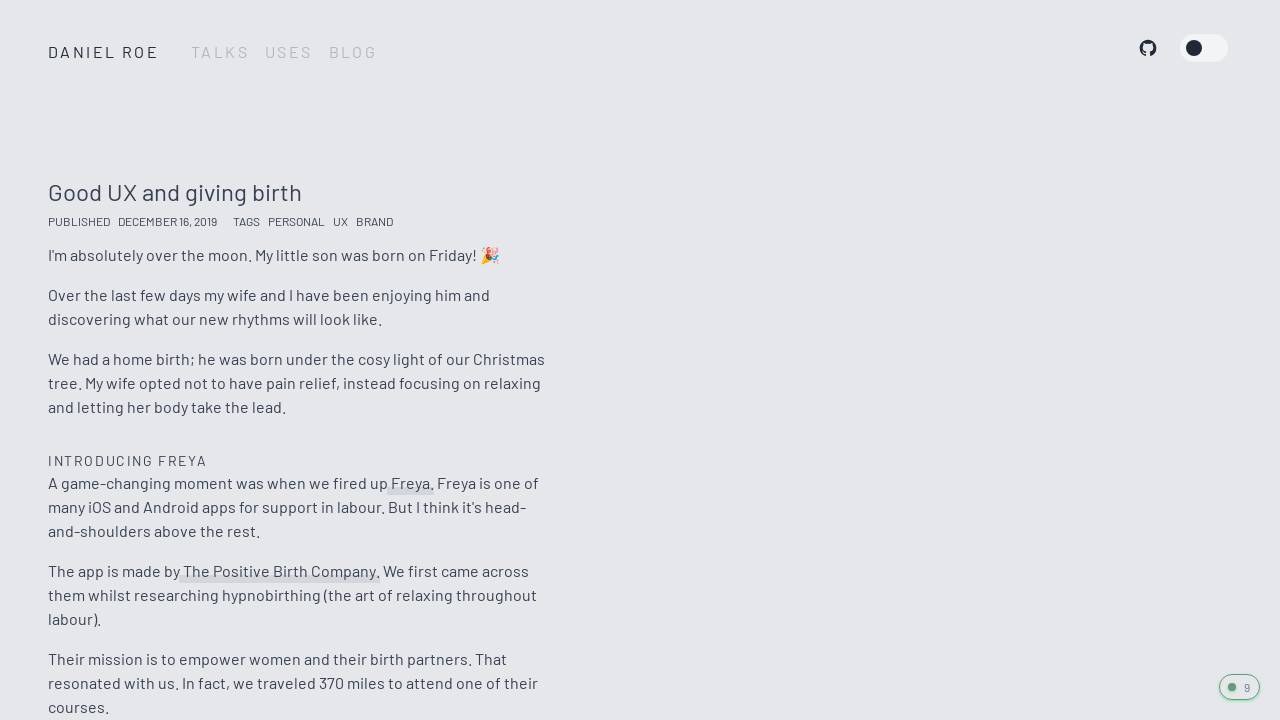 DANIEL ROE TALKS USES BLOG
Good UX and giving birth
PUBLISHED DECEMBER 16, 2019 TAGS PERSONAL UX BRAND
I'm absolutely over the moon. My little son was born on Friday! 🎉
Over the last few days my wife and I have been enjoying him and
discovering what our new rhythms will look like.
We had a home birth; he was born under the cosy light of our Christmas
tree. My wife opted not to have pain relief, instead focusing on relaxing
and letting her body take the lead.
INTRODUCING FREYA
A game-changing moment was when we fired up Freya. Freya is one of
many iOS and Android apps for support in labour. But I think it's head-
and-shoulders above the rest.
The app is made by The Positive Birth Company. We first came across
them whilst researching hypnobirthing (the art of relaxing throughout
labour).
Their mission is to empower women and their birth partners. That
resonated with us. In fact, we traveled 370 miles to attend one of their
courses.
9